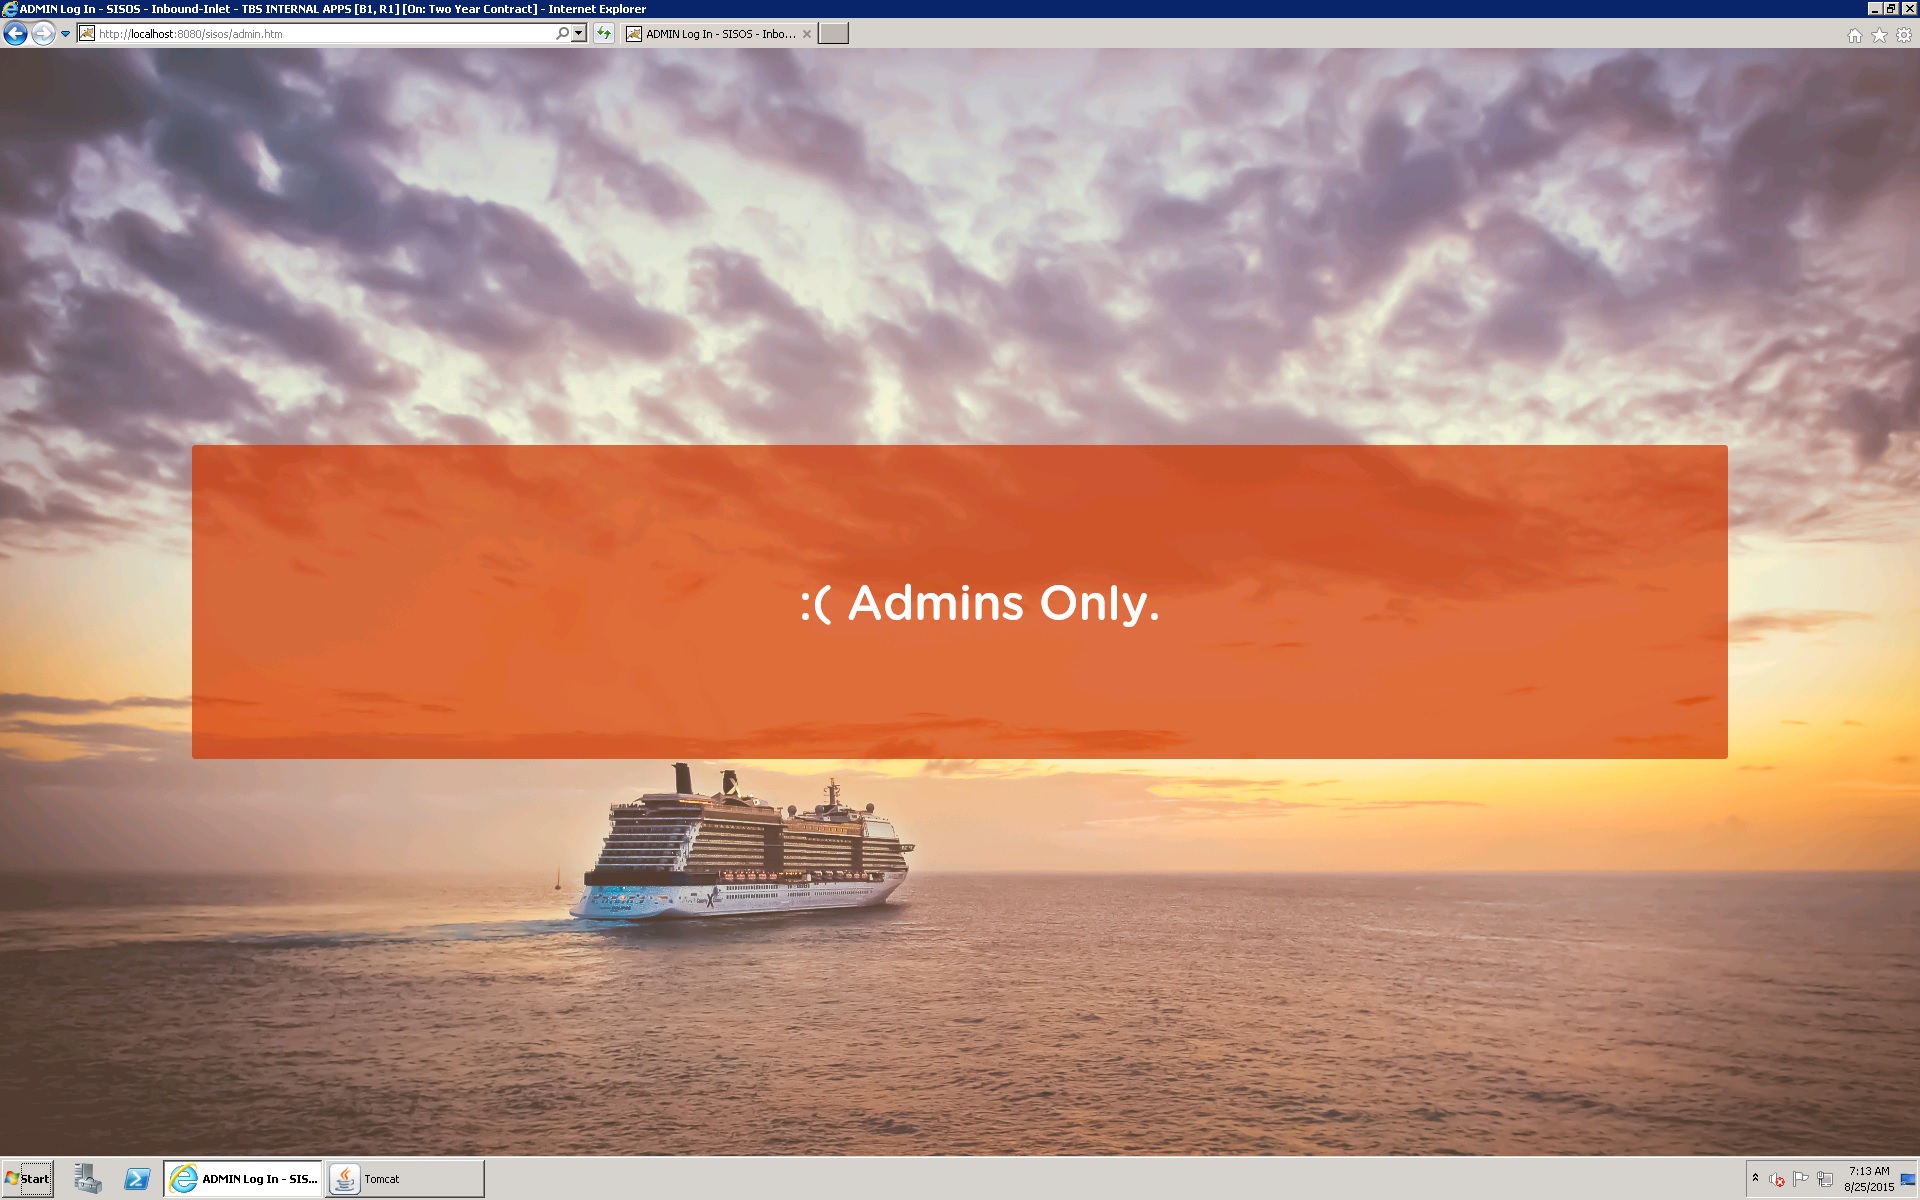 ADMIN Log In - SISOS - Inbound-Inlet - TBS INTERNAL APPS [B1, R1] [On: Two Year Contract] - Internet Explorer
http://localhost:8080/sisos/admin.htm
ADMIN Log In - SISOS - Inbo...
:( Admins Only.
Start
ADMIN Log In - SIS...
Tomcat
7:13 AM
8/25/2015